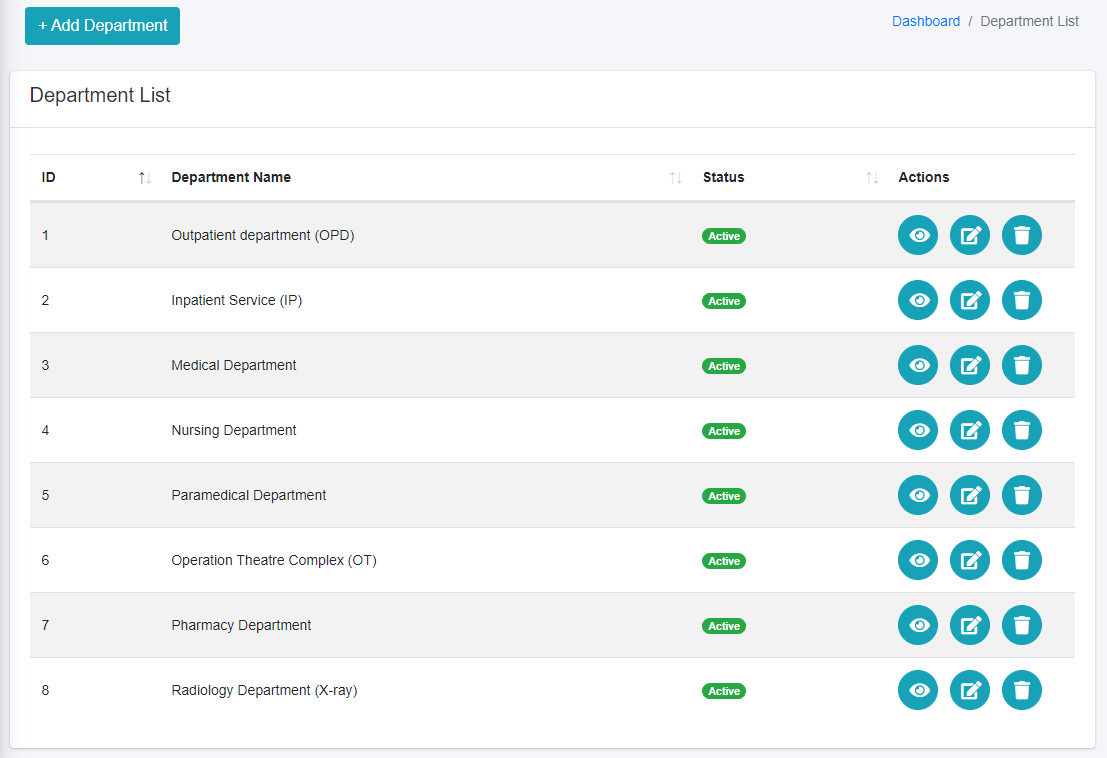 + Add Department
Dashboard / Department List
Department List
ID Department Name Status Actions
1 Outpatient department (OPD) Active
2 Inpatient Service (IP) Active
3 Medical Department Active
4 Nursing Department Active
5 Paramedical Department Active
6 Operation Theatre Complex (OT) Active
7 Pharmacy Department Active
8 Radiology Department (X-ray) Active